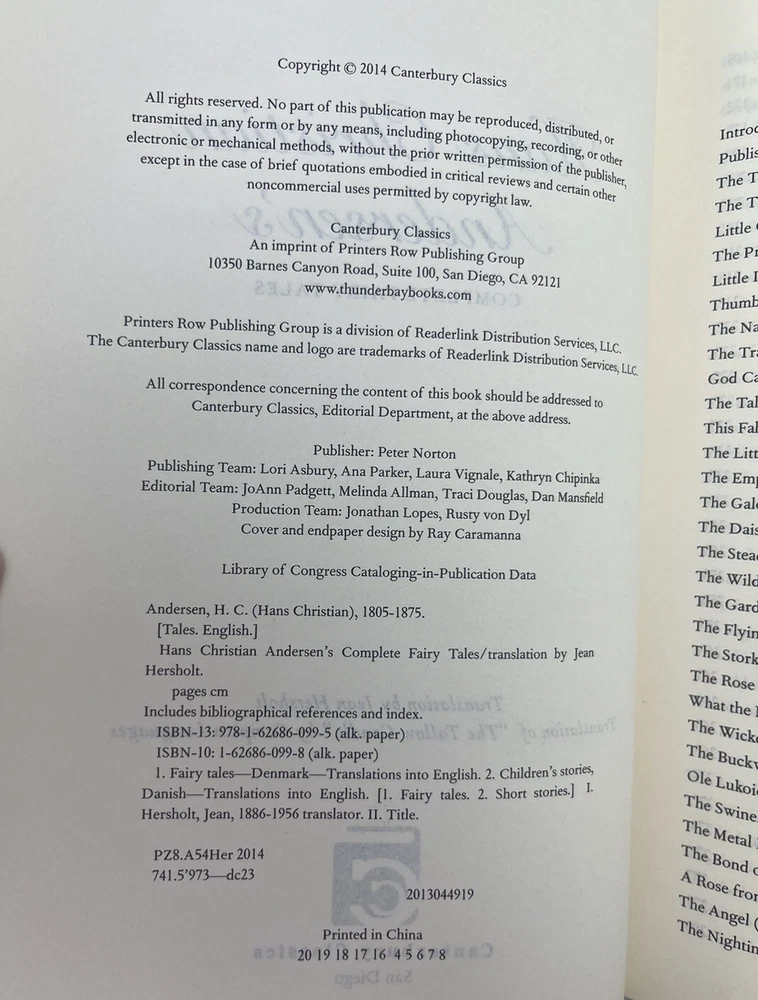 Copyright © 2014 Canterbury Classics
All rights reserved. No part of this publication may be reproduced, distributed, or
transmitted in any form or by any means, including photocopying, recording, or other
electronic or mechanical methods, without the prior written permission of the publisher,
except in the case of brief quotations embodied in critical reviews and certain other
noncommercial uses permitted by copyright law.
Canterbury Classics
An imprint of Printers Row Publishing Group
10350 Barnes Canyon Road, Suite 100, San Diego, CA 92121
www.thunderbaybooks.com
Printers Row Publishing Group is a division of Readerlink Distribution Services, LLC.
The Canterbury Classics name and logo are trademarks of Readerlink Distribution Services, LLC.
All correspondence concerning the content of this book should be addressed to
Canterbury Classics, Editorial Department, at the above address.
Publisher: Peter Norton
Publishing Team: Lori Asbury, Ana Parker, Laura Vignale, Kathryn Chipinka
Editorial Team: JoAnn Padgett, Melinda Allman, Traci Douglas, Dan Mansfield
Production Team: Jonathan Lopes, Rusty von Dyl
Cover and endpaper design by Ray Caramanna
Library of Congress Cataloging-in-Publication Data
Andersen, H. C. (Hans Christian), 1805-1875.
[Tales. English.]
Hans Christian Andersen's Complete Fairy Tales/translation by Jean
Hersholt.
pages cm
Includes bibliographical references and index.
ISBN-13: 978-1-62686-099-5 (alk. paper)
ISBN-10: 1-62686-099-8 (alk. paper)
1. Fairy tales—Denmark—Translations into English. 2. Children's stories,
Danish—Translations into English. [1. Fairy tales. 2. Short stories.] I.
Hersholt, Jean, 1886-1956 translator. II. Title.
PZ8.A54Her 2014
741.5'973—dc23
2013044919
Printed in China
20 19 18 17 16 4 5 6 7 8
Introd
Publis
The T
The T
Little
The Pr
Little
Thumb
The Na
The Tra
God Ca
The Tal
This Fal
The Litt
The Emp
The Galo
The Dais
The Stea
The Wild
The Gard
The Flyin
The Stork
The Rose
What the
The Wicke
The Buckw
Ole Lukoi
The Swine
The Metal
The Bond
A Rose from
The Angel (
The Nightin